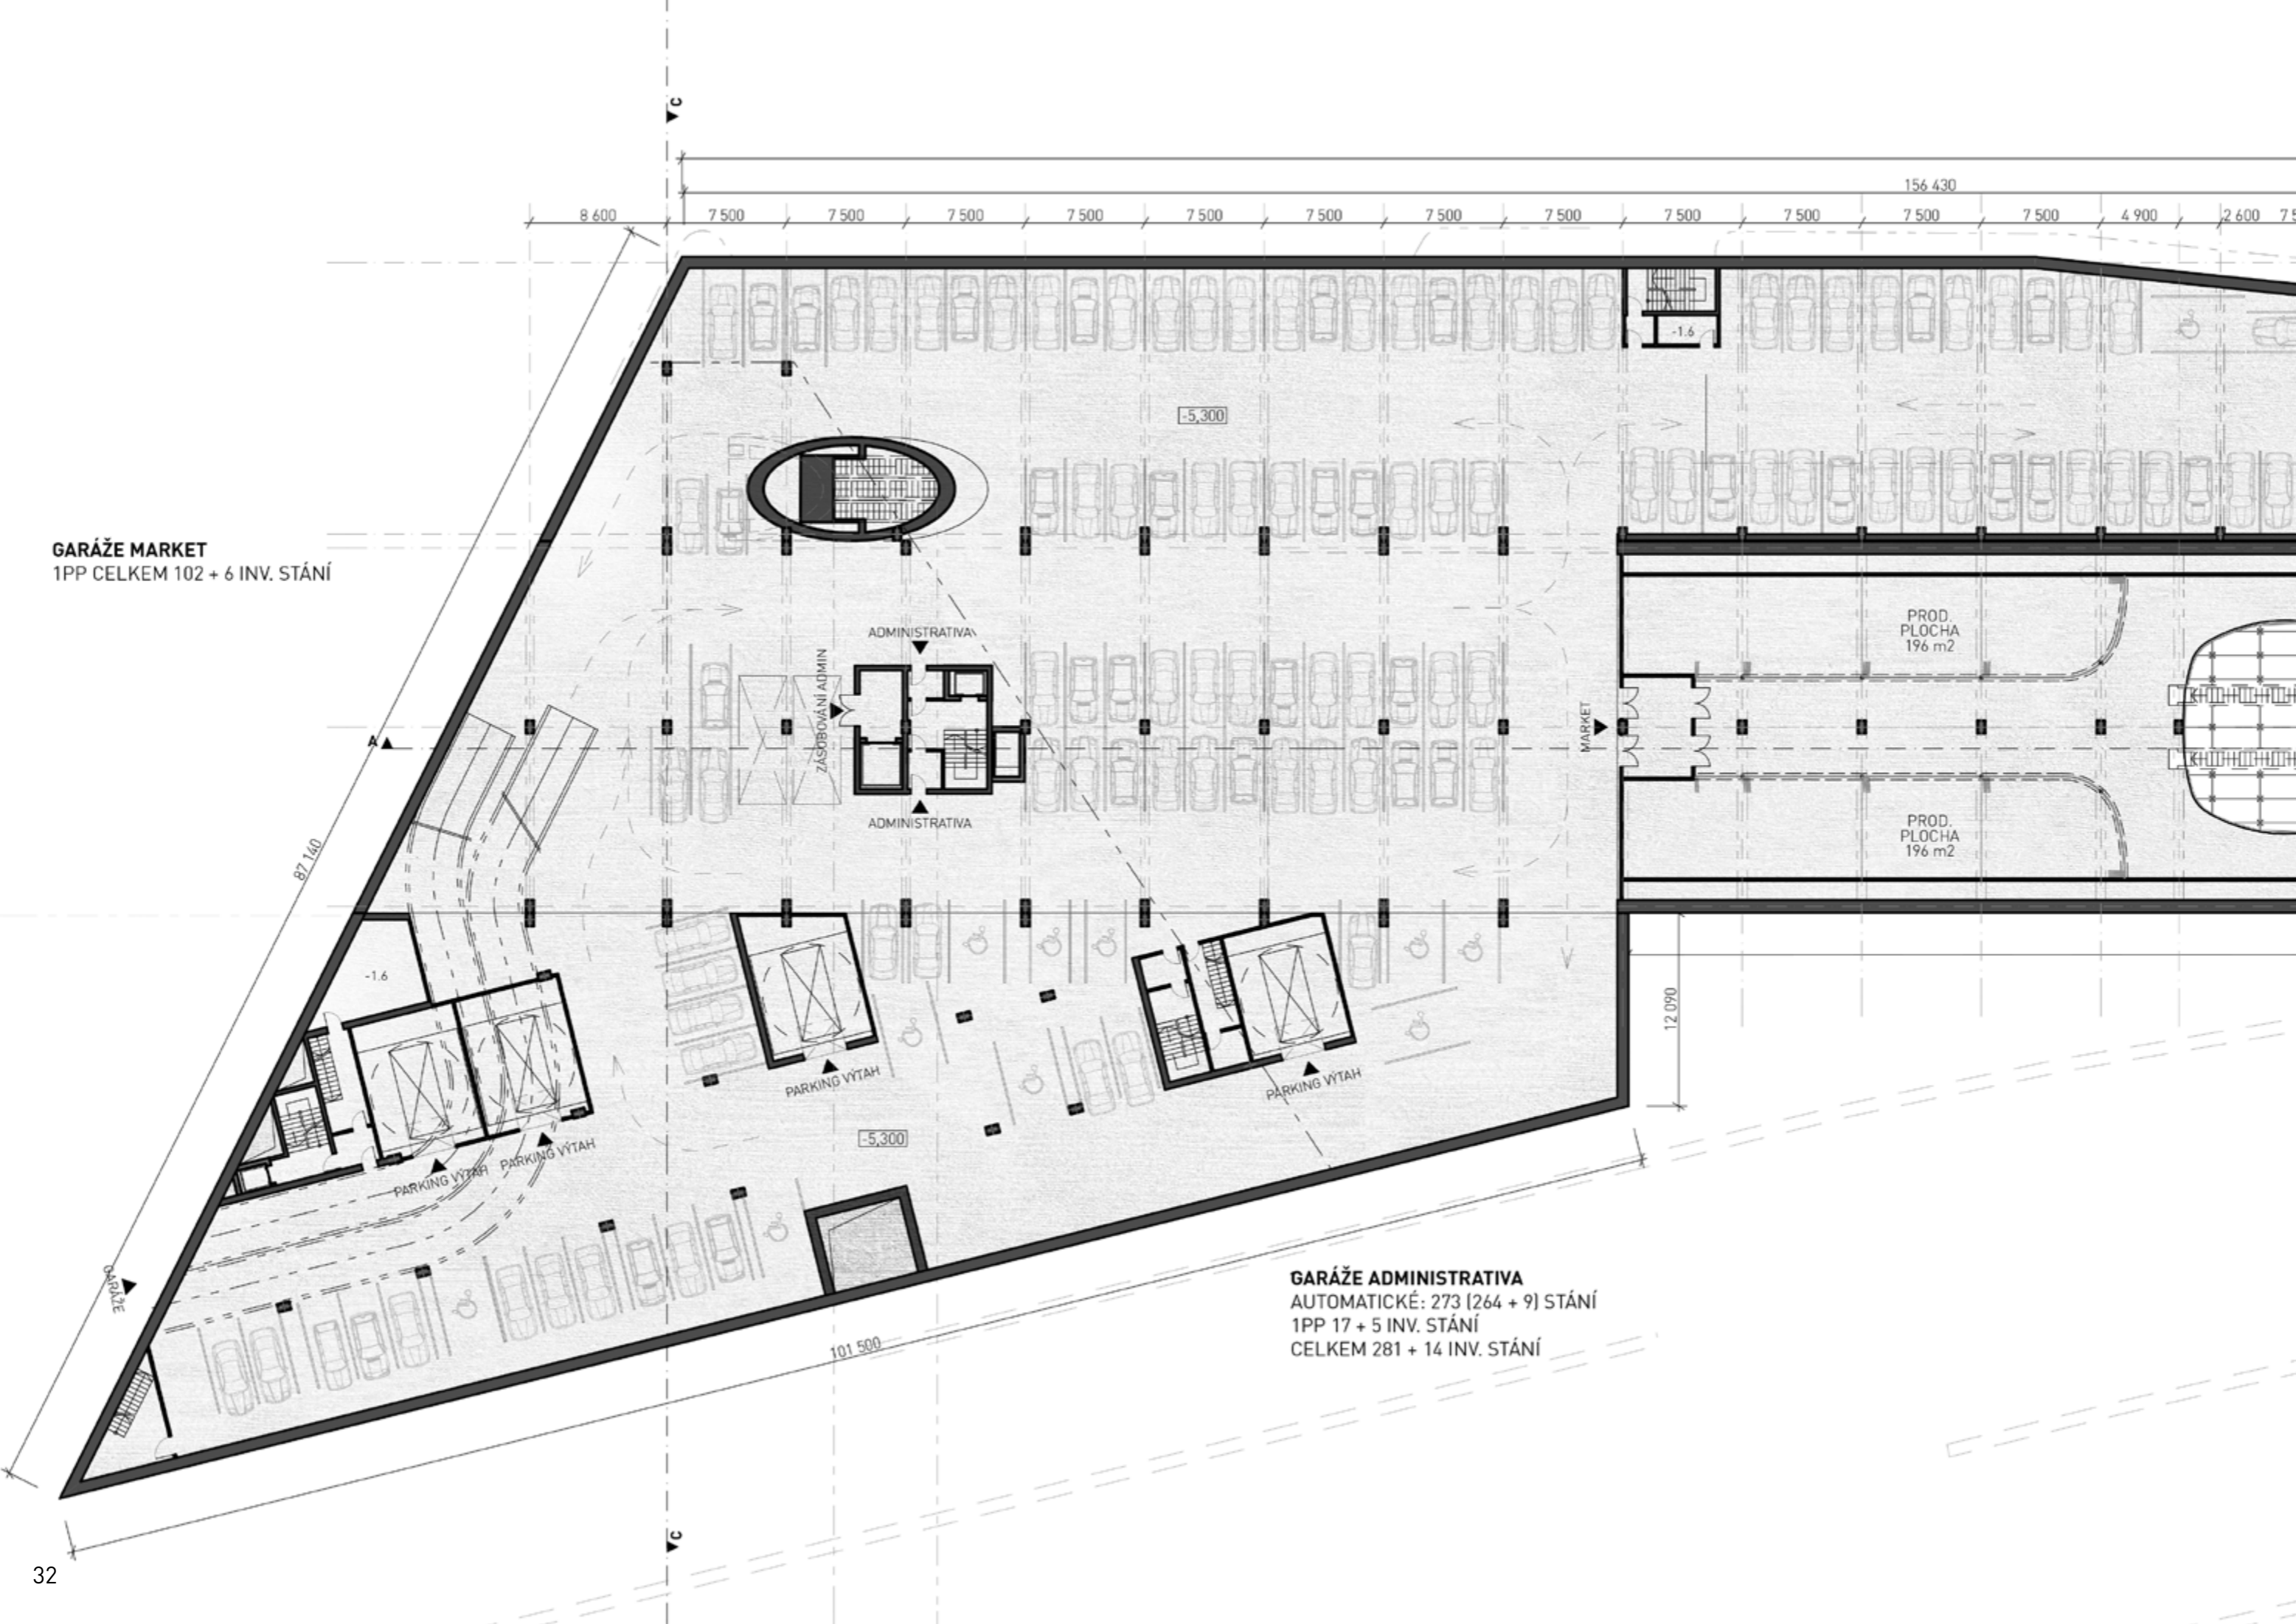 C
156 430
8 600
7 500
7 500
7 500
7 500
7 500
7 500
7 500
7 500
7 500
7 500
7 500
7 500
4 900
2 600
-1.6
-5,300
GARÁŽE MARKET
1PP CELKEM 102 + 6 INV. STÁNÍ
PROD.
PLOCHA
196 m2
ADMINISTRATIVA
ZÁSOBOVÁNÍ ADMIN
MARKET
A
ADMINISTRATIVA
PROD.
PLOCHA
196 m2
87 140
-1.6
12 090
PARKING VÝTAH
PARKING VÝTAH
-5,300
PARKING VÝTAH
PARKING VÝTAH
GARÁŽE
GARÁŽE ADMINISTRATIVA
AUTOMATICKÉ: 273 (264 + 9) STÁNÍ
1PP 17 + 5 INV. STÁNÍ
CELKEM 281 + 14 INV. STÁNÍ
101 500
C
32